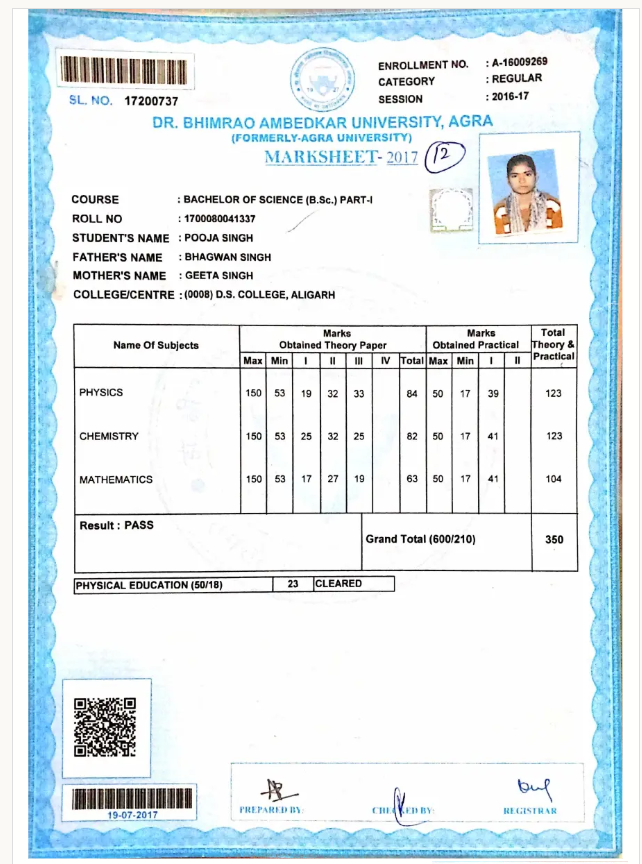 ENROLLMENT NO. : A-16009269
CATEGORY : REGULAR
SESSION : 2016-17
SL. NO. 17200737
DR. BHIMRAO AMBEDKAR UNIVERSITY, AGRA
(FORMERLY-AGRA UNIVERSITY)
MARKSHEET- 2017 12
COURSE : BACHELOR OF SCIENCE (B.Sc.) PART-I
ROLL NO : 1700080041337
STUDENT'S NAME : POOJA SINGH
FATHER'S NAME : BHAGWAN SINGH
MOTHER'S NAME : GEETA SINGH
COLLEGE/CENTRE : (0008) D.S. COLLEGE, ALIGARH
Name Of Subjects Marks Obtained Theory Paper Marks Obtained Practical Total Theory & Practical
Max Min I II III IV Total Max Min I II
PHYSICS 150 53 19 32 33 84 50 17 39 123
CHEMISTRY 150 53 25 32 25 82 50 17 41 123
MATHEMATICS 150 53 17 27 19 63 50 17 41 104
Result : PASS
Grand Total (600/210) 350
PHYSICAL EDUCATION (50/18) 23 CLEARED
19-07-2017
PREPARED BY: CHECKED BY: REGISTRAR